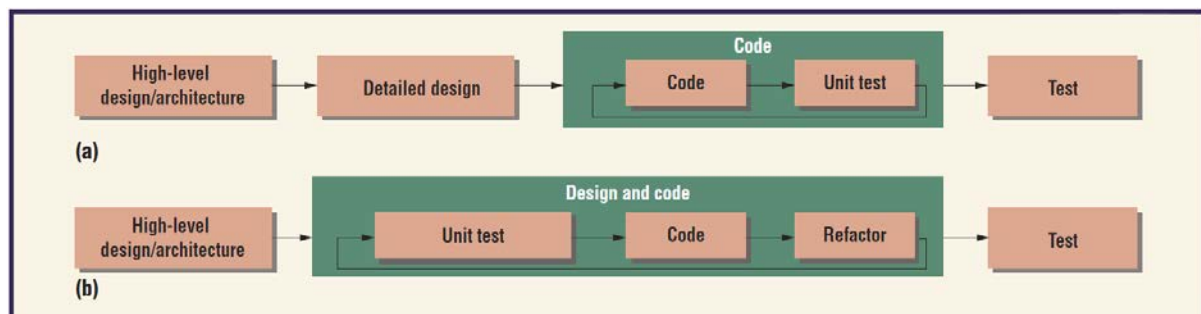 Code
High-level
design/architecture
Detailed design
Code
Unit test
Test
(a)
Design and code
High-level
design/architecture
Unit test
Code
Refactor
Test
(b)